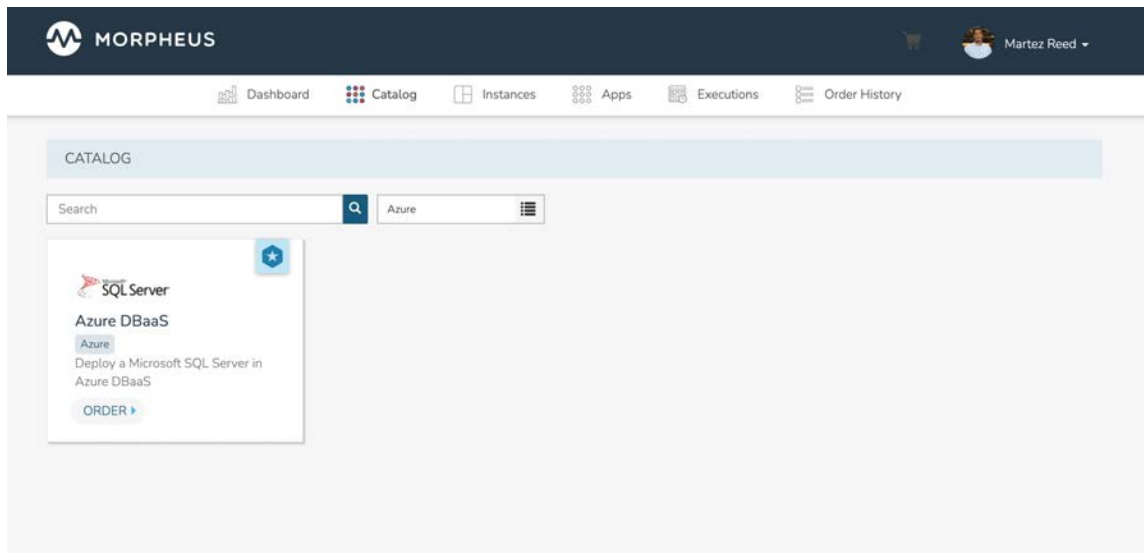 MORPHEUS
Martez Reed
Dashboard Catalog Instances Apps Executions Order History
CATALOG
Search Azure
Microsoft
SQL Server
Azure DBaaS
Azure
Deploy a Microsoft SQL Server in
Azure DBaaS
ORDER